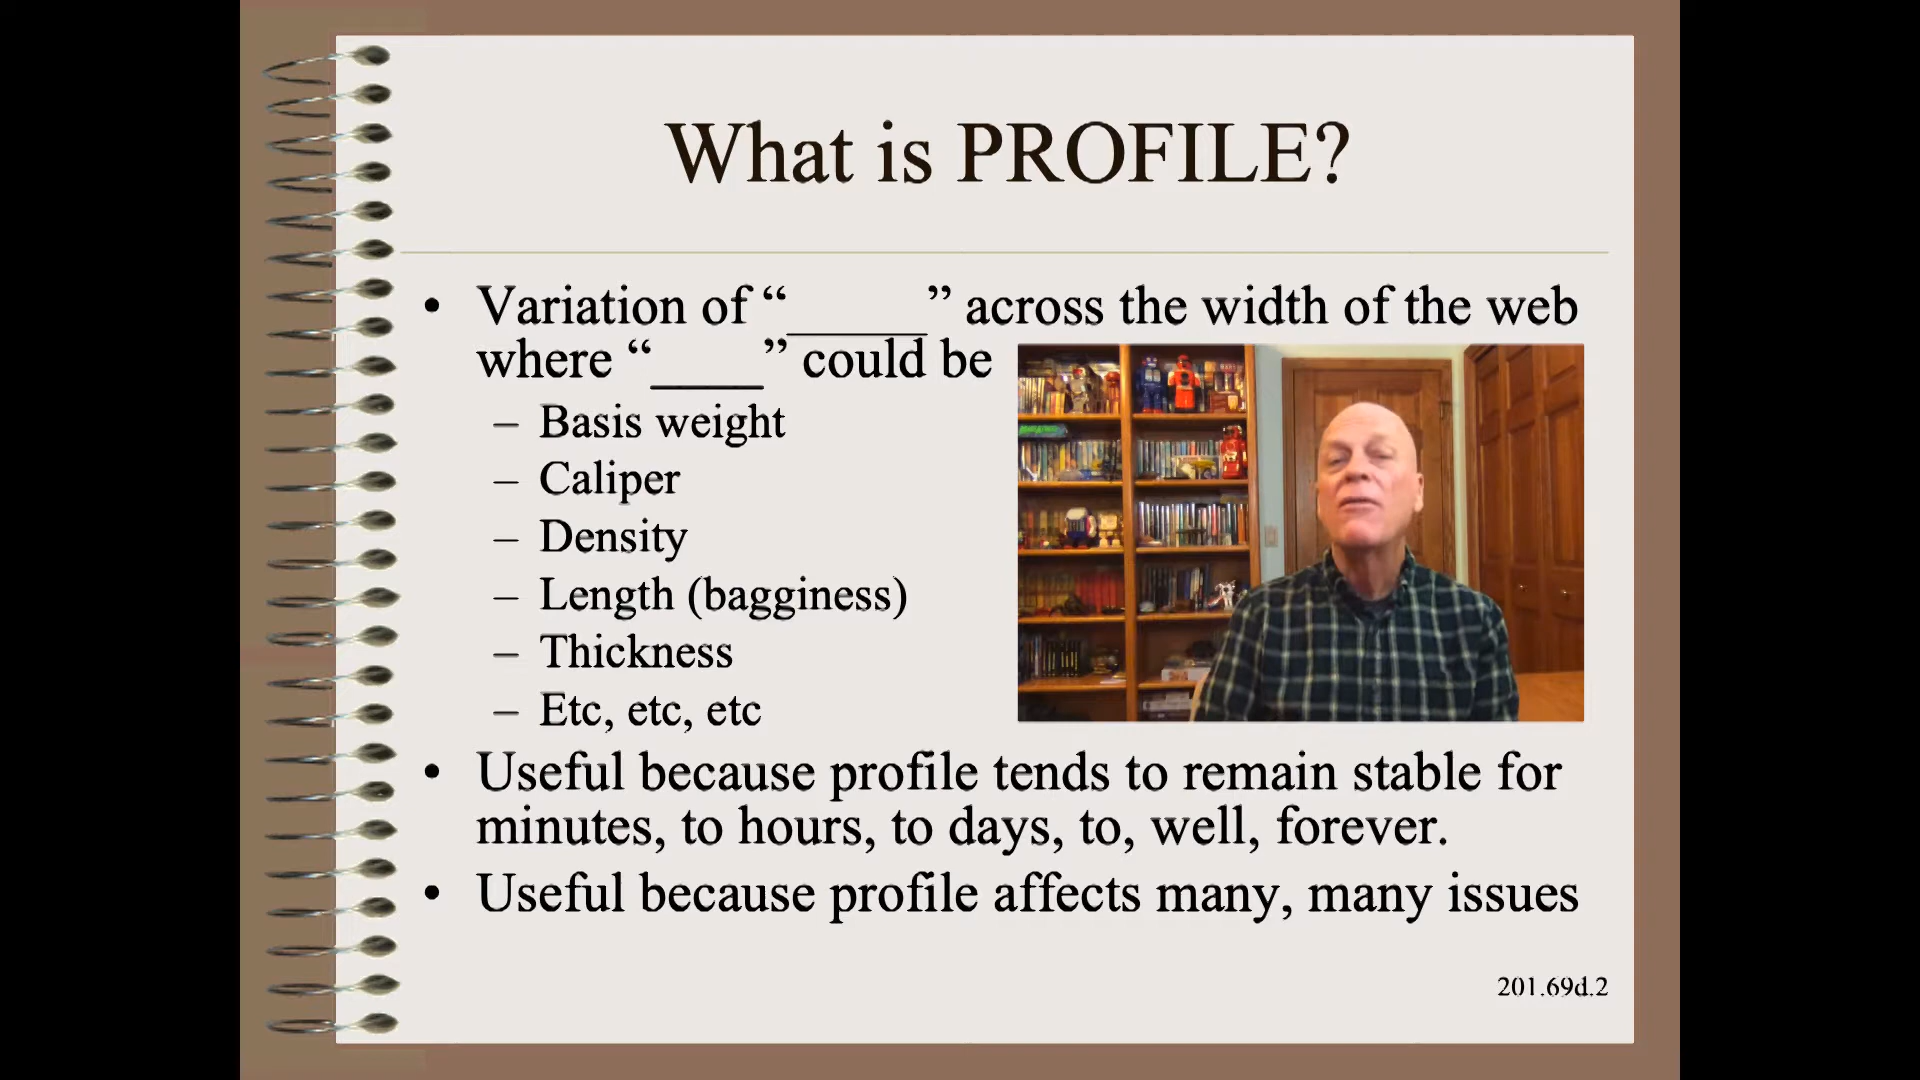 What is PROFILE?
• Variation of “_____” across the width of the web
where “____” could be
– Basis weight
– Caliper
– Density
– Length (bagginess)
– Thickness
– Etc, etc, etc
• Useful because profile tends to remain stable for
minutes, to hours, to days, to, well, forever.
• Useful because profile affects many, many issues
201.69d.2